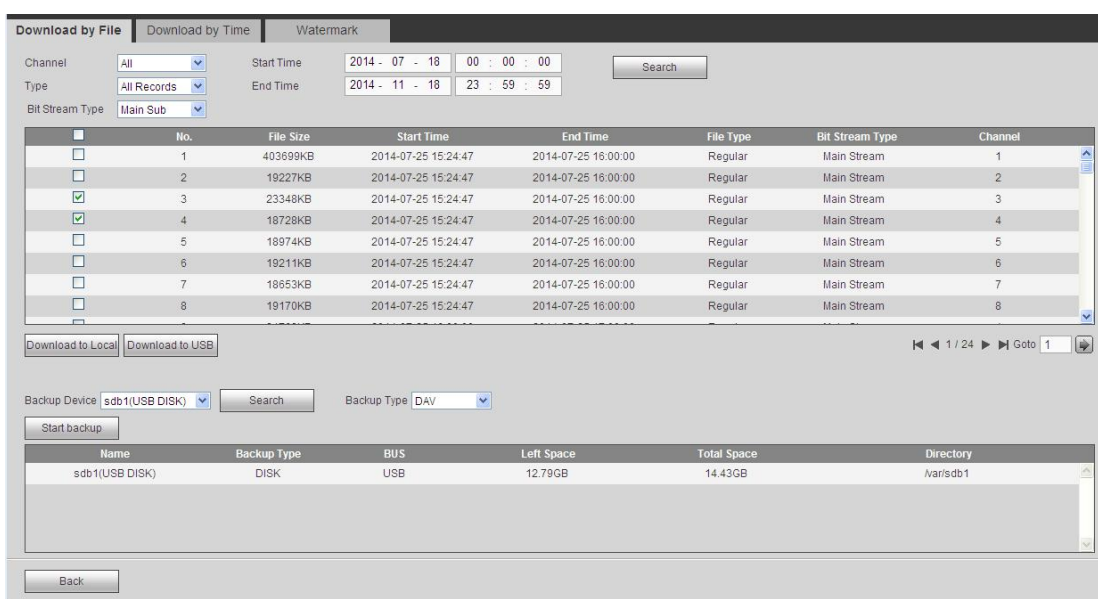 Download by File Download by Time Watermark
Channel All Start Time 2014 - 07 - 18 00 : 00 : 00 Search
Type All Records End Time 2014 - 11 - 18 23 : 59 : 59
Bit Stream Type Main Sub
No. File Size Start Time End Time File Type Bit Stream Type Channel
1 403699KB 2014-07-25 15:24:47 2014-07-25 16:00:00 Regular Main Stream 1
2 19227KB 2014-07-25 15:24:47 2014-07-25 16:00:00 Regular Main Stream 2
3 23348KB 2014-07-25 15:24:47 2014-07-25 16:00:00 Regular Main Stream 3
4 18728KB 2014-07-25 15:24:47 2014-07-25 16:00:00 Regular Main Stream 4
5 18974KB 2014-07-25 15:24:47 2014-07-25 16:00:00 Regular Main Stream 5
6 19211KB 2014-07-25 15:24:47 2014-07-25 16:00:00 Regular Main Stream 6
7 18653KB 2014-07-25 15:24:47 2014-07-25 16:00:00 Regular Main Stream 7
8 19170KB 2014-07-25 15:24:47 2014-07-25 16:00:00 Regular Main Stream 8
Download to Local Download to USB 1 / 24 Goto 1
Backup Device sdb1(USB DISK) Search Backup Type DAV
Start backup
Name Backup Type BUS Left Space Total Space Directory
sdb1(USB DISK) DISK USB 12.79GB 14.43GB /var/sdb1
Back